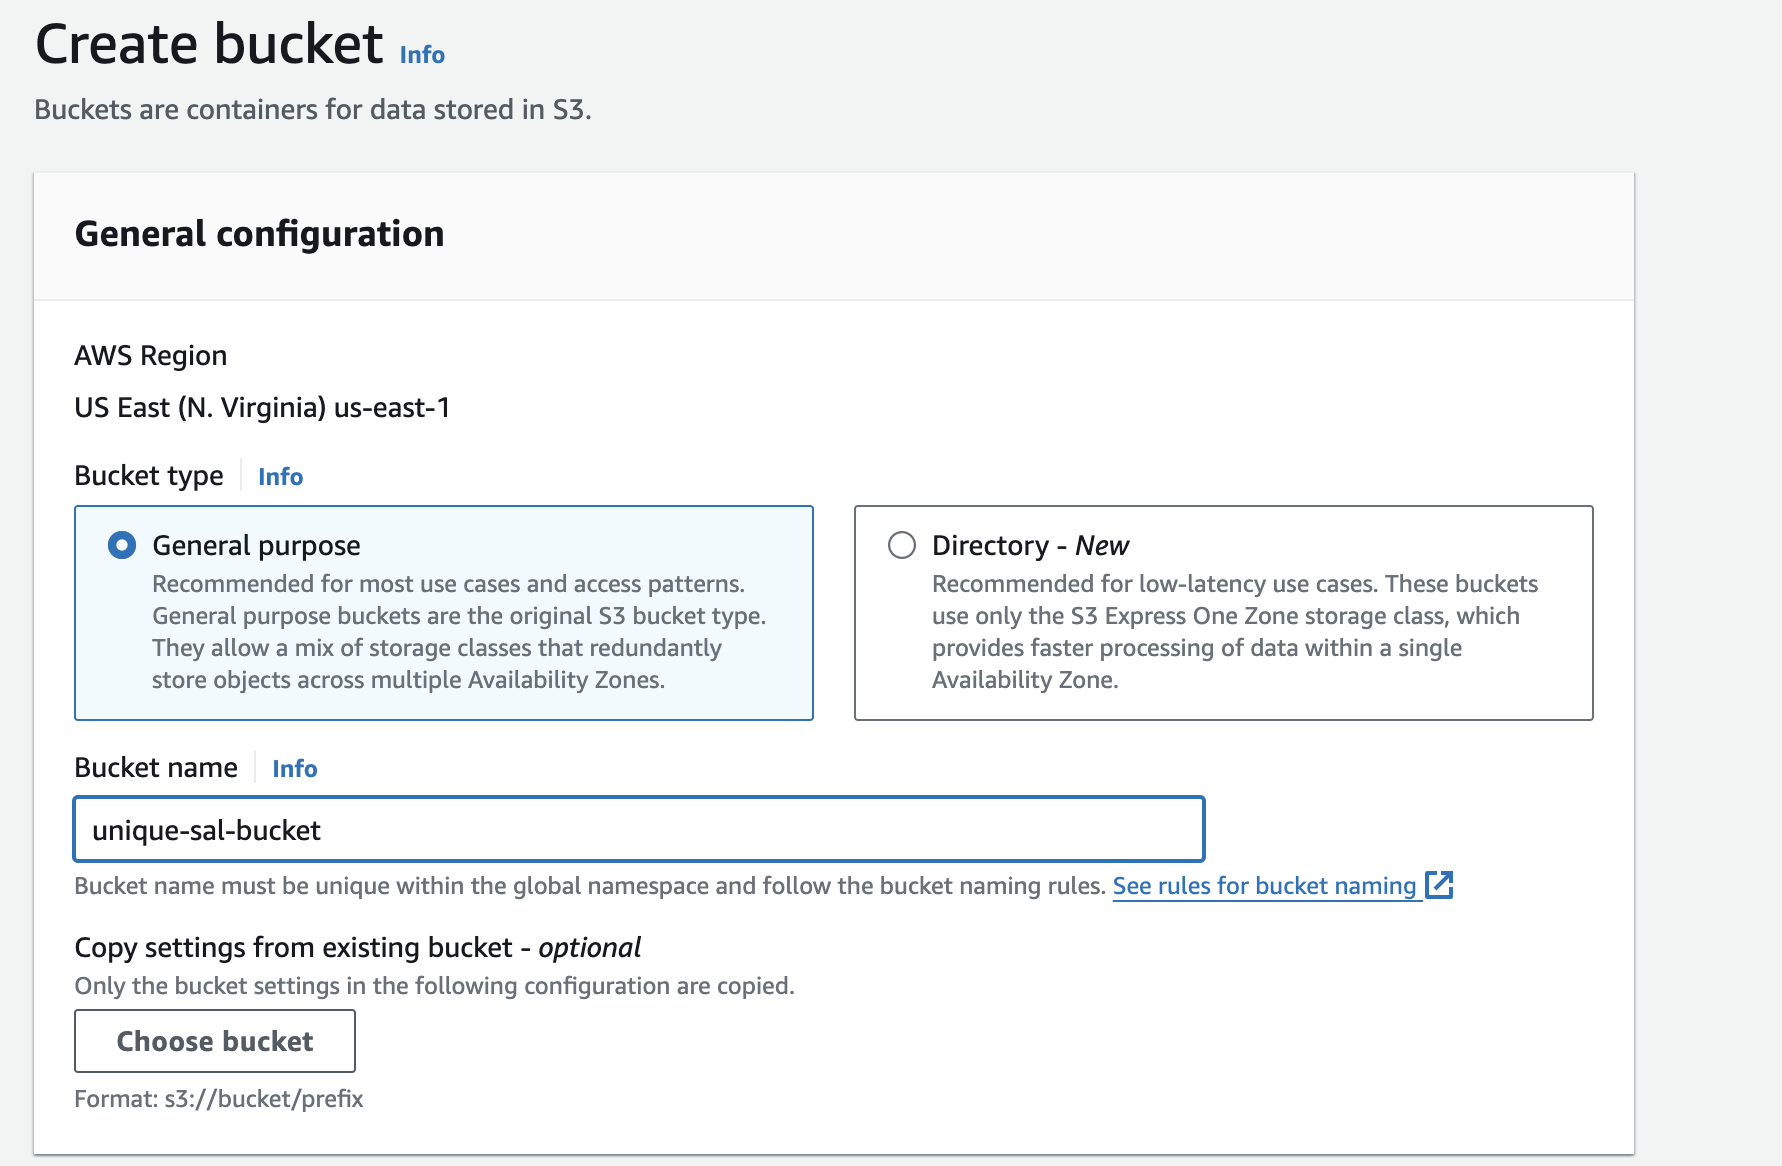 Create bucket Info
Buckets are containers for data stored in S3.
General configuration
AWS Region
US East (N. Virginia) us-east-1
Bucket type Info
General purpose
Recommended for most use cases and access patterns.
General purpose buckets are the original S3 bucket type.
They allow a mix of storage classes that redundantly
store objects across multiple Availability Zones.
Directory - New
Recommended for low-latency use cases. These buckets
use only the S3 Express One Zone storage class, which
provides faster processing of data within a single
Availability Zone.
Bucket name Info
unique-sal-bucket
Bucket name must be unique within the global namespace and follow the bucket naming rules. See rules for bucket naming
Copy settings from existing bucket - optional
Only the bucket settings in the following configuration are copied.
Choose bucket
Format: s3://bucket/prefix